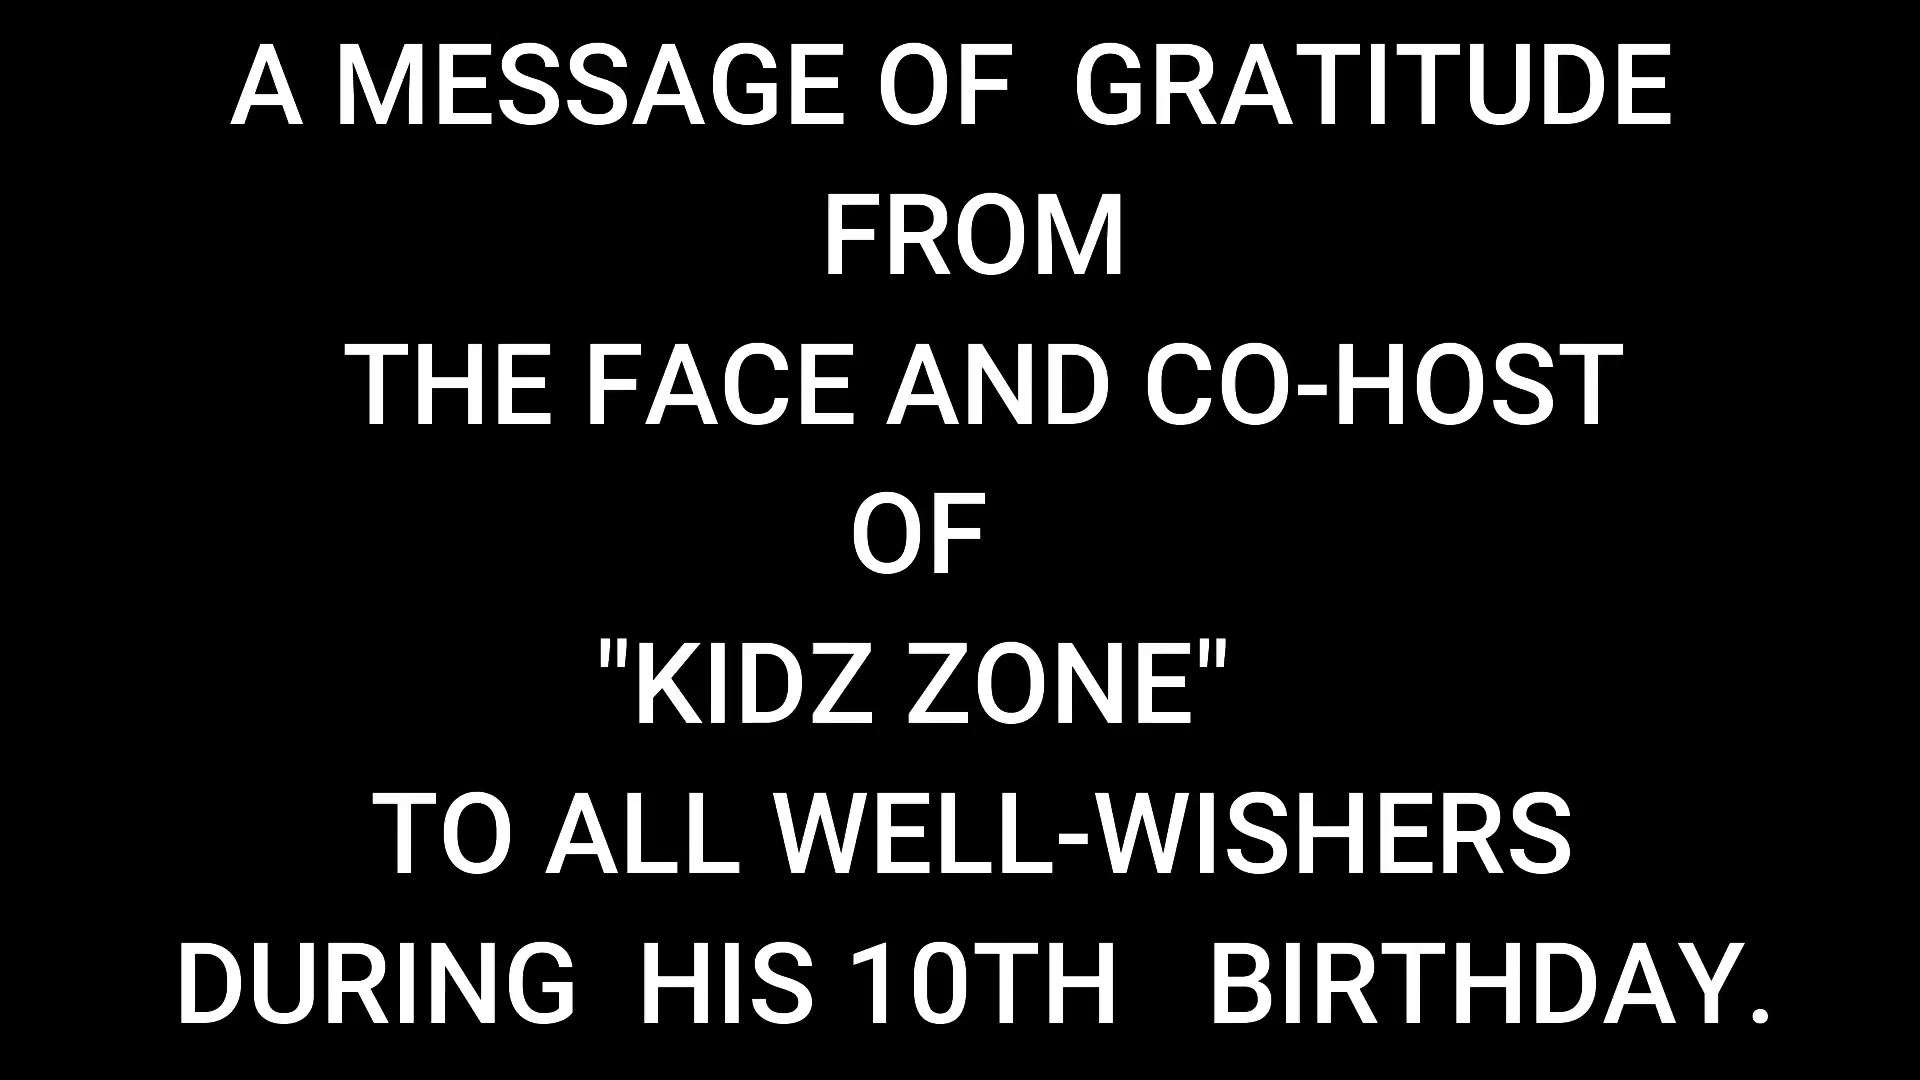 A MESSAGE OF  GRATITUDE
FROM
THE FACE AND CO-HOST
OF
"KIDZ ZONE"
TO ALL WELL-WISHERS
DURING  HIS 10TH   BIRTHDAY.